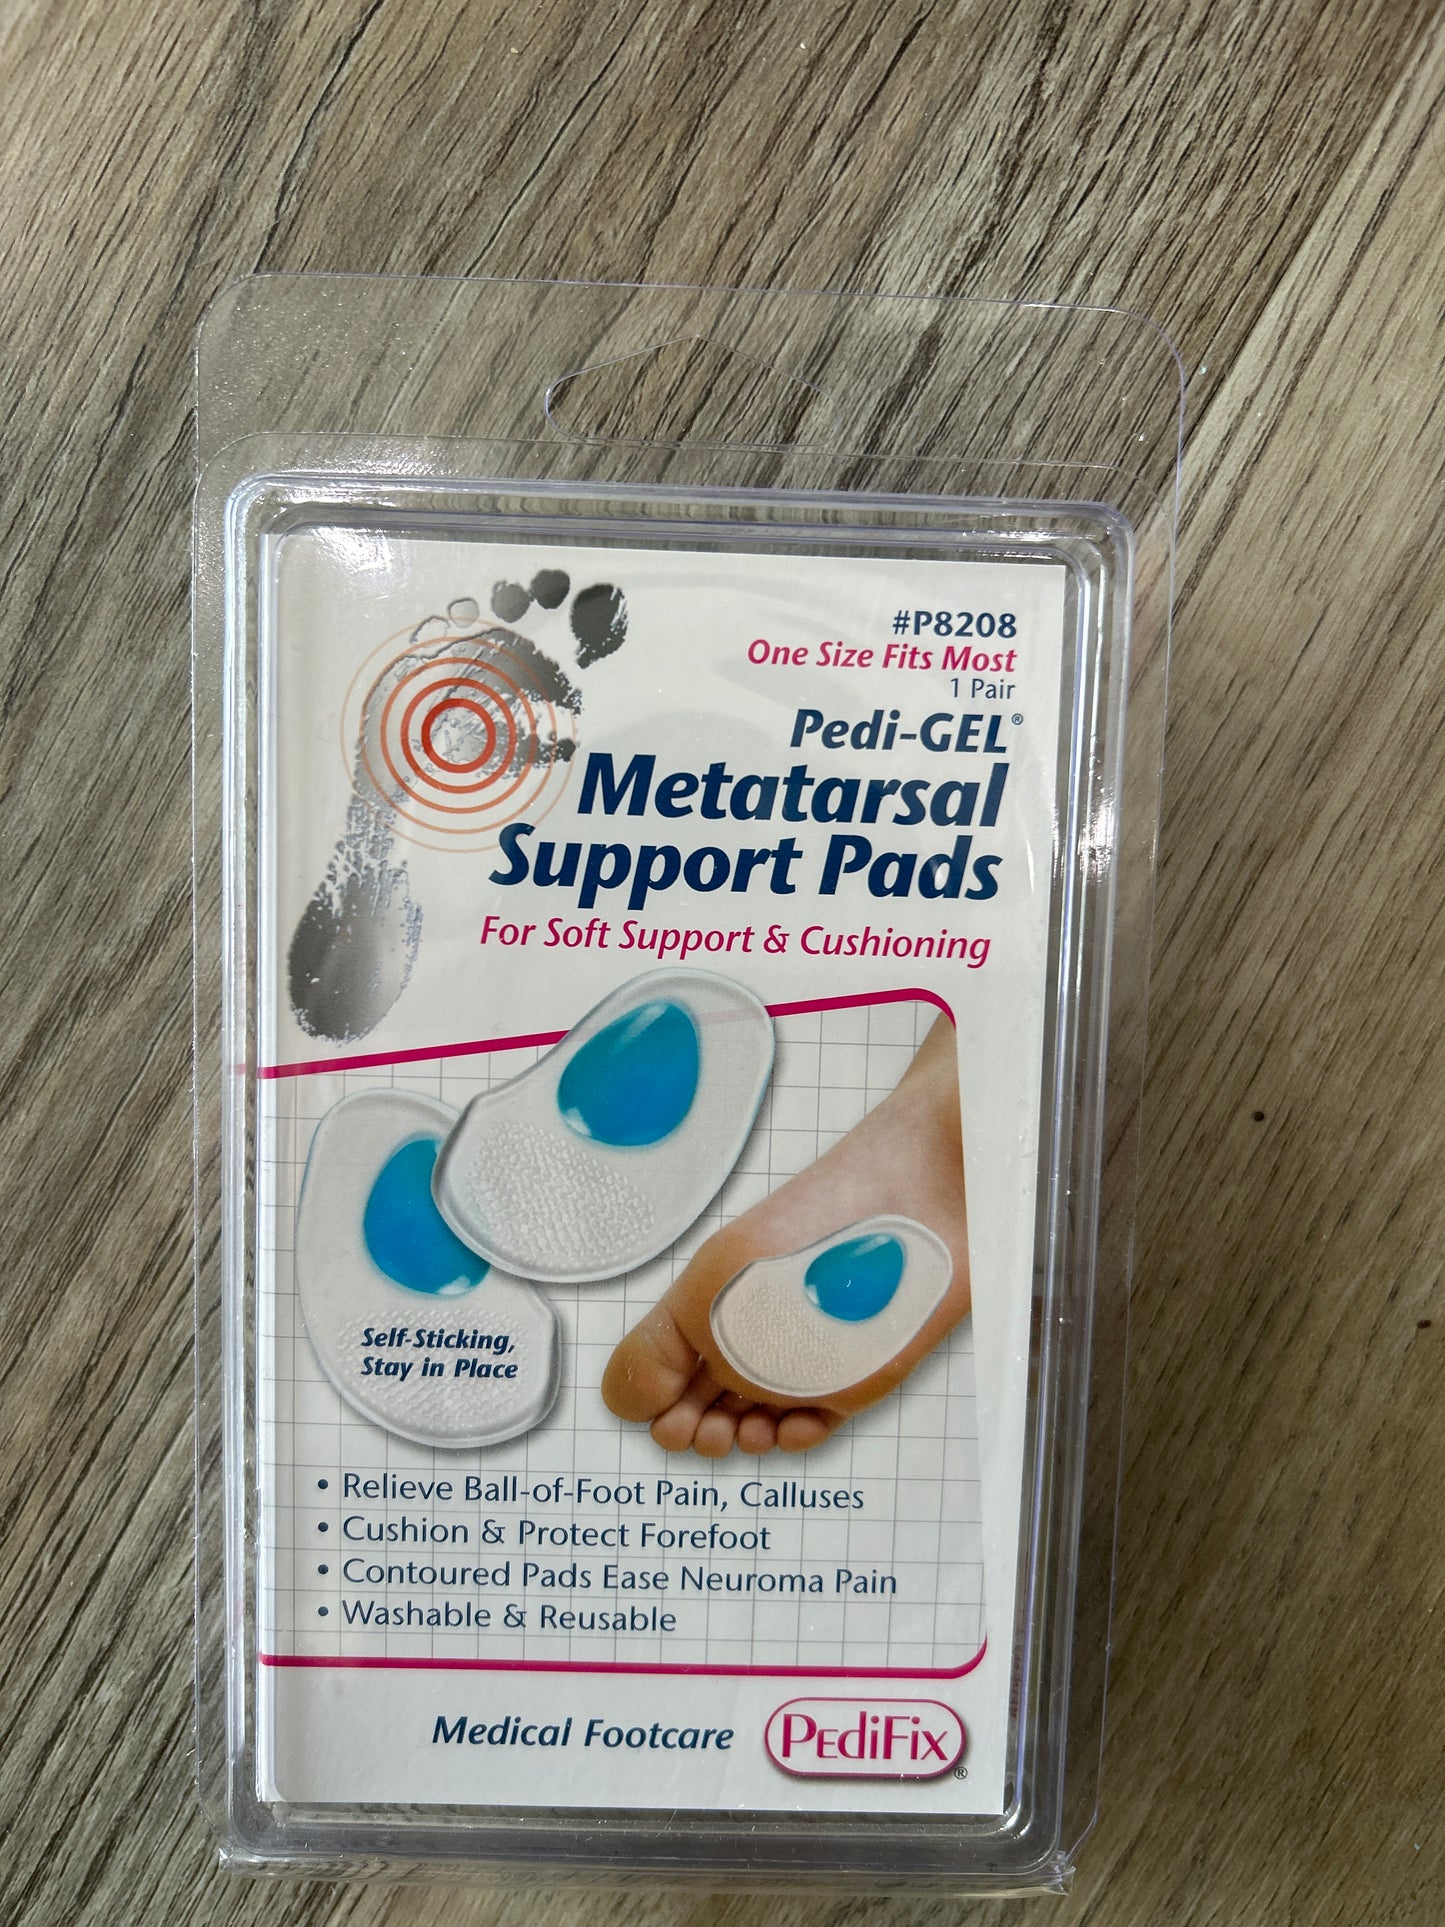 #P8208
One Size Fits Most
1 Pair
Pedi-GEL®
Metatarsal
Support Pads
For Soft Support & Cushioning
Self-Sticking,
Stay in Place
• Relieve Ball-of-Foot Pain, Calluses
• Cushion & Protect Forefoot
• Contoured Pads Ease Neuroma Pain
• Washable & Reusable
Medical Footcare
PEdiFix®